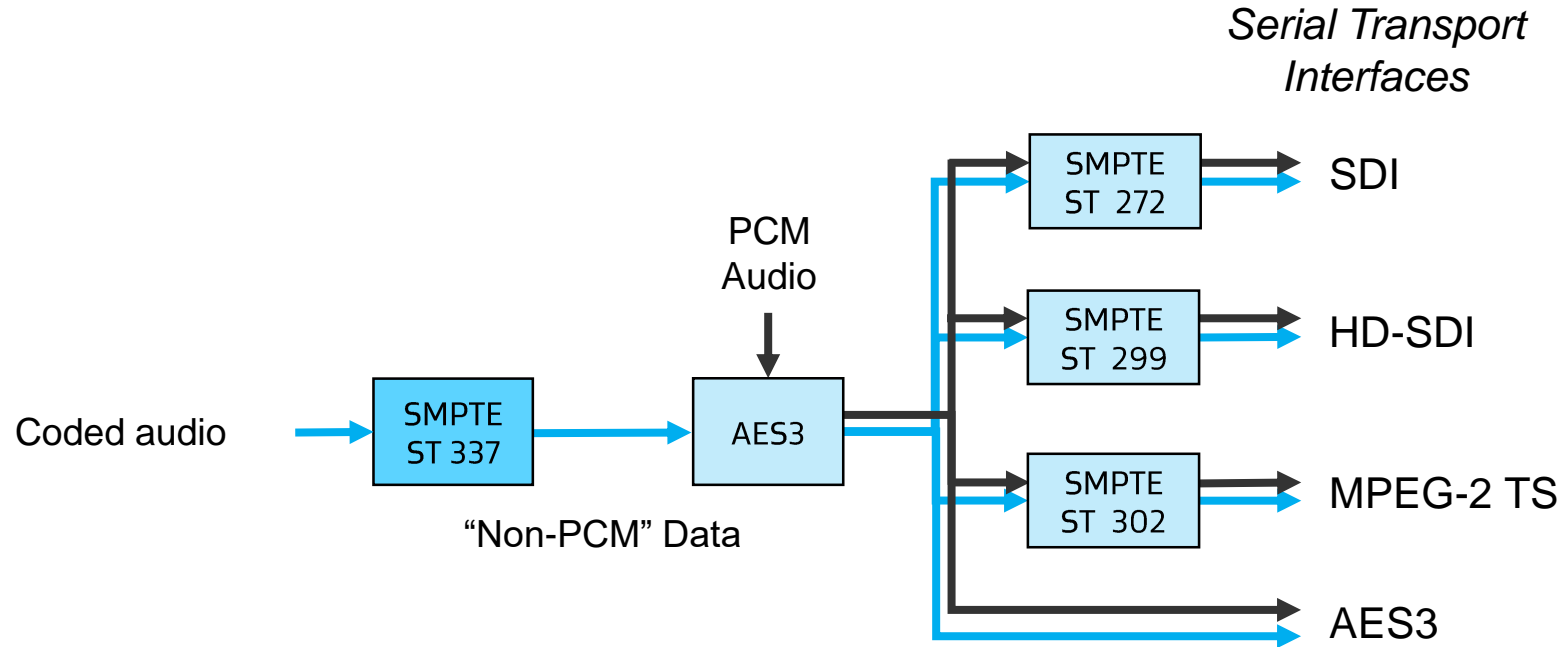 Serial Transport
Interfaces
SMPTE
ST 272
SDI
PCM
Audio
SMPTE
ST 299
HD-SDI
Coded audio
SMPTE
ST 337
AES3
“Non-PCM” Data
SMPTE
ST 302
MPEG-2 TS
AES3